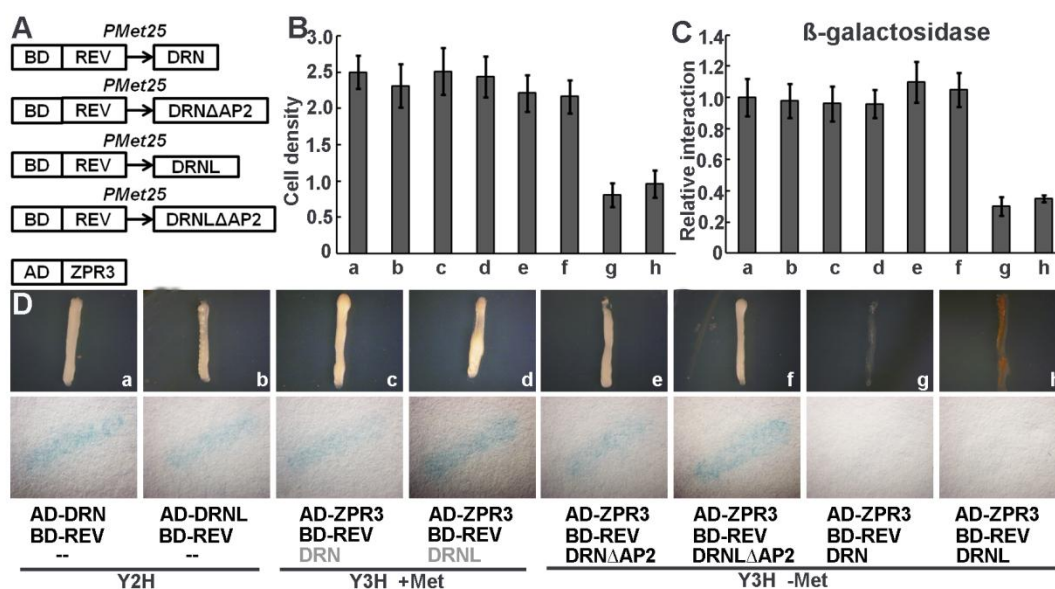 A
PMet25
BD REV DRN
PMet25
BD REV DRNΔAP2
PMet25
BD REV DRNL
PMet25
BD REV DRNLΔAP2
AD ZPR3
B
Cell density
3.0
2.5
2.0
1.5
1.0
0.5
0
a b c d e f g h
C ß-galactosidase
Relative interaction
1.4
1.2
1.0
0.8
0.6
0.4
0.2
0
a b c d e f g h
D
a b c d e f g h
AD-DRN AD-DRNL AD-ZPR3 AD-ZPR3 AD-ZPR3 AD-ZPR3 AD-ZPR3 AD-ZPR3
BD-REV BD-REV BD-REV BD-REV BD-REV BD-REV BD-REV BD-REV
-- -- DRN DRNL DRNΔAP2 DRNLΔAP2 DRN DRNL
Y2H Y3H +Met Y3H -Met